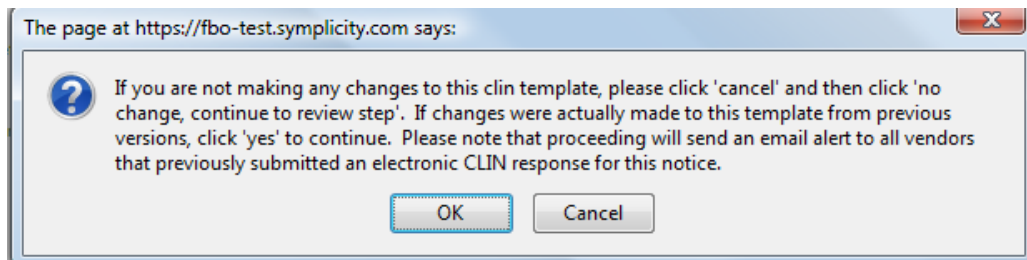 The page at https://fbo-test.symplicity.com says:
If you are not making any changes to this clin template, please click 'cancel' and then click 'no
change, continue to review step'.  If changes were actually made to this template from previous
versions, click 'yes' to continue.  Please note that proceeding will send an email alert to all vendors
that previously submitted an electronic CLIN response for this notice.
OK
Cancel